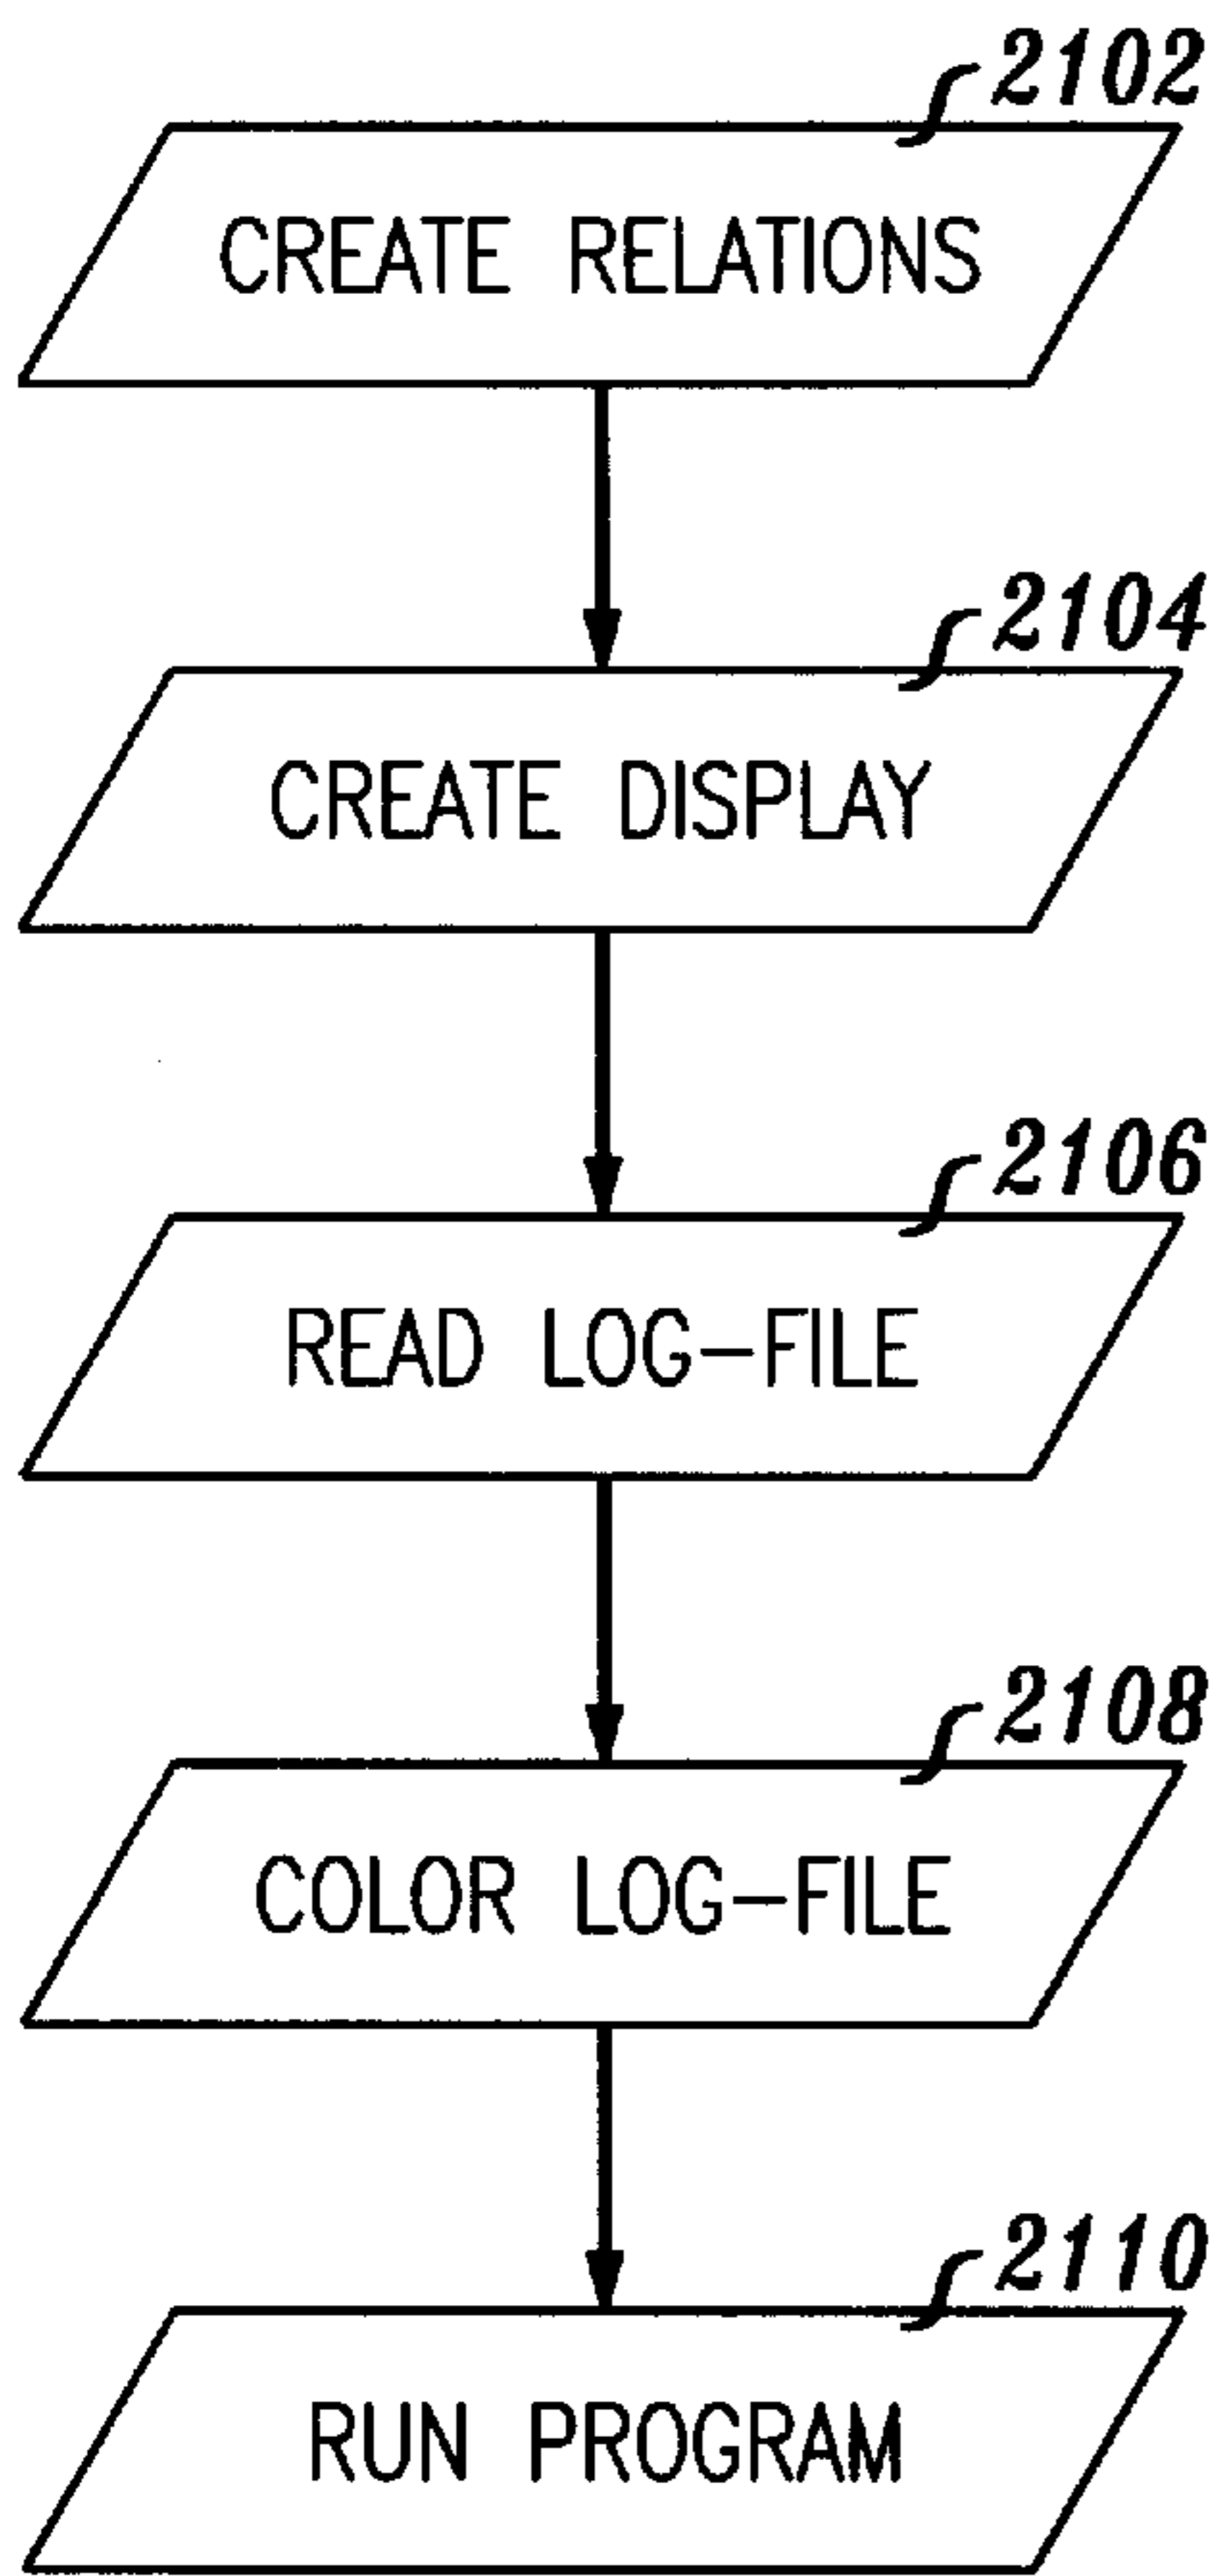 2102
CREATE RELATIONS
2104
CREATE DISPLAY
2106
READ LOG-FILE
2108
COLOR LOG-FILE
2110
RUN PROGRAM